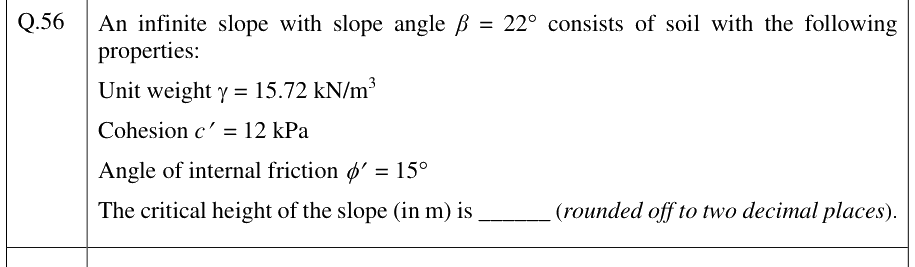 Q.56
An infinite slope with slope angle β = 22° consists of soil with the following
properties:
Unit weight γ = 15.72 kN/m³
Cohesion c′ = 12 kPa
Angle of internal friction ϕ′ = 15°
The critical height of the slope (in m) is ______ (rounded off to two decimal places).